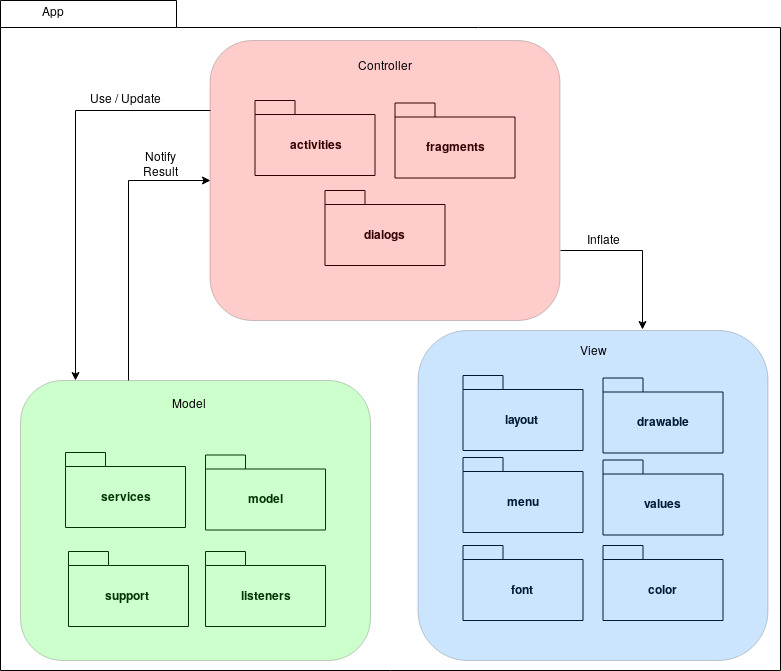 App
Controller
Use / Update
activities
fragments
Notify
Result
dialogs
Inflate
View
Model
layout
drawable
services
model
menu
values
support
listeners
font
color